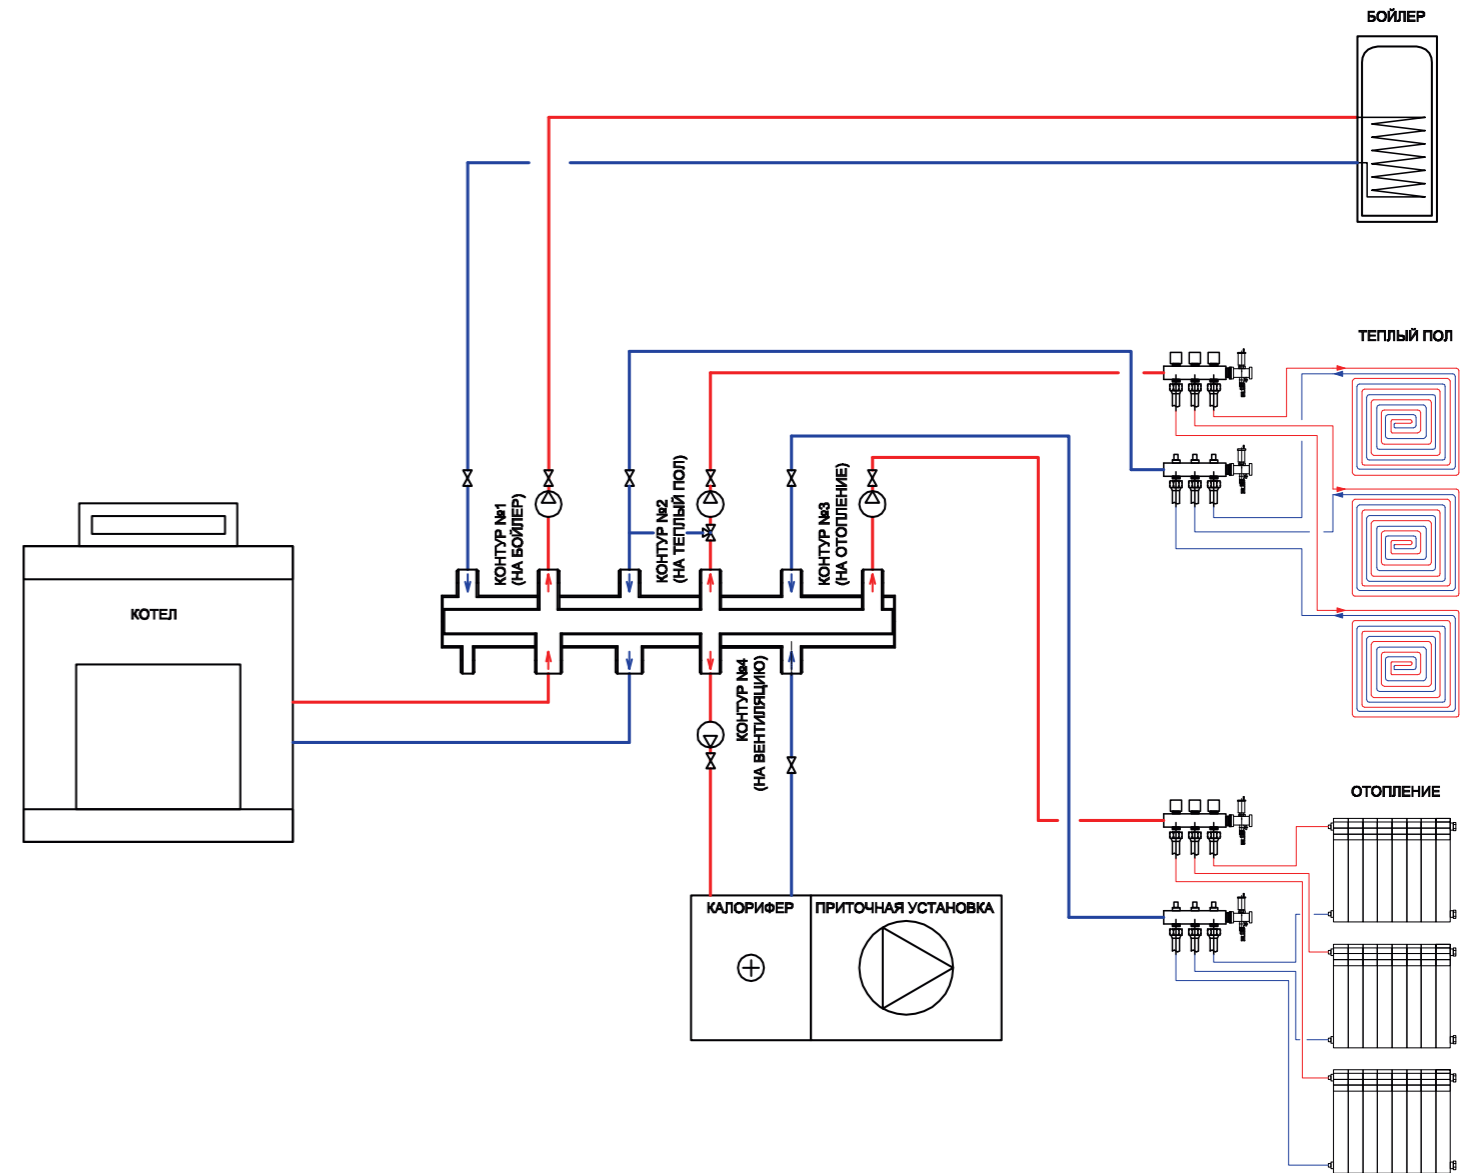 БОЙЛЕР
ТЕПЛЫЙ ПОЛ
КОНТУР №1
(НА БОЙЛЕР)
КОНТУР №2
(НА ТЕПЛЫЙ ПОЛ)
КОНТУР №3
(НА ОТОПЛЕНИЕ)
КОТЕЛ
КОНТУР №4
(НА ВЕНТИЛЯЦИЮ)
ОТОПЛЕНИЕ
КАЛОРИФЕР
ПРИТОЧНАЯ УСТАНОВКА